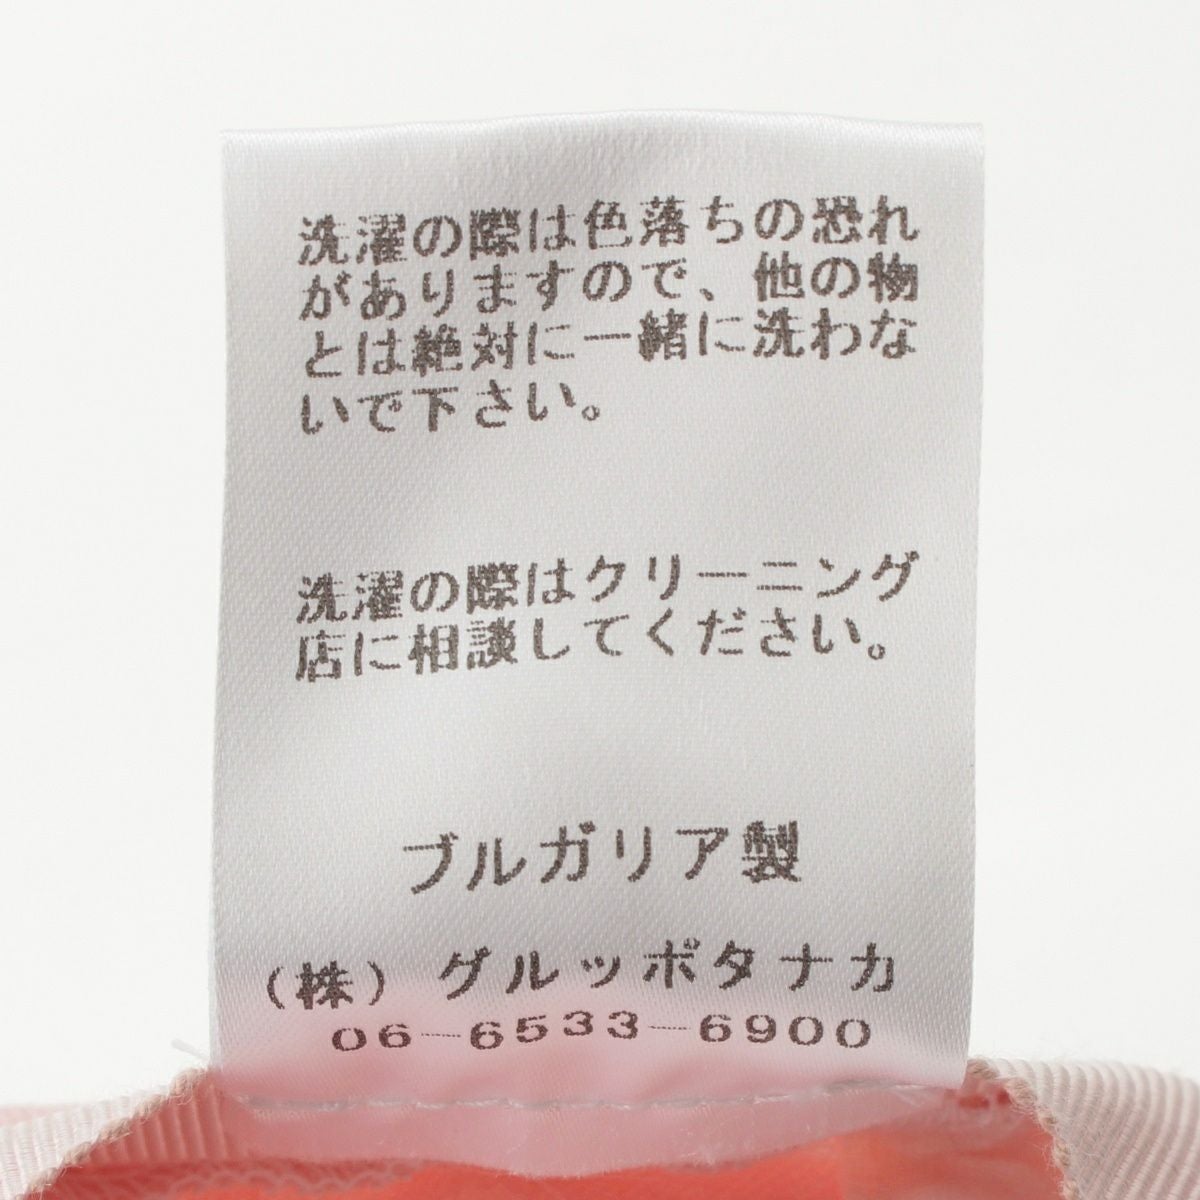 洗濯の際は色落ちの恐れ
がありますので、他の物
とは絶対に一緒に洗わな
いで下さい。
洗濯の際はクリーニング
店に相談してください。
ブルガリア製
(株) グルッポタナカ
06-6533-6900